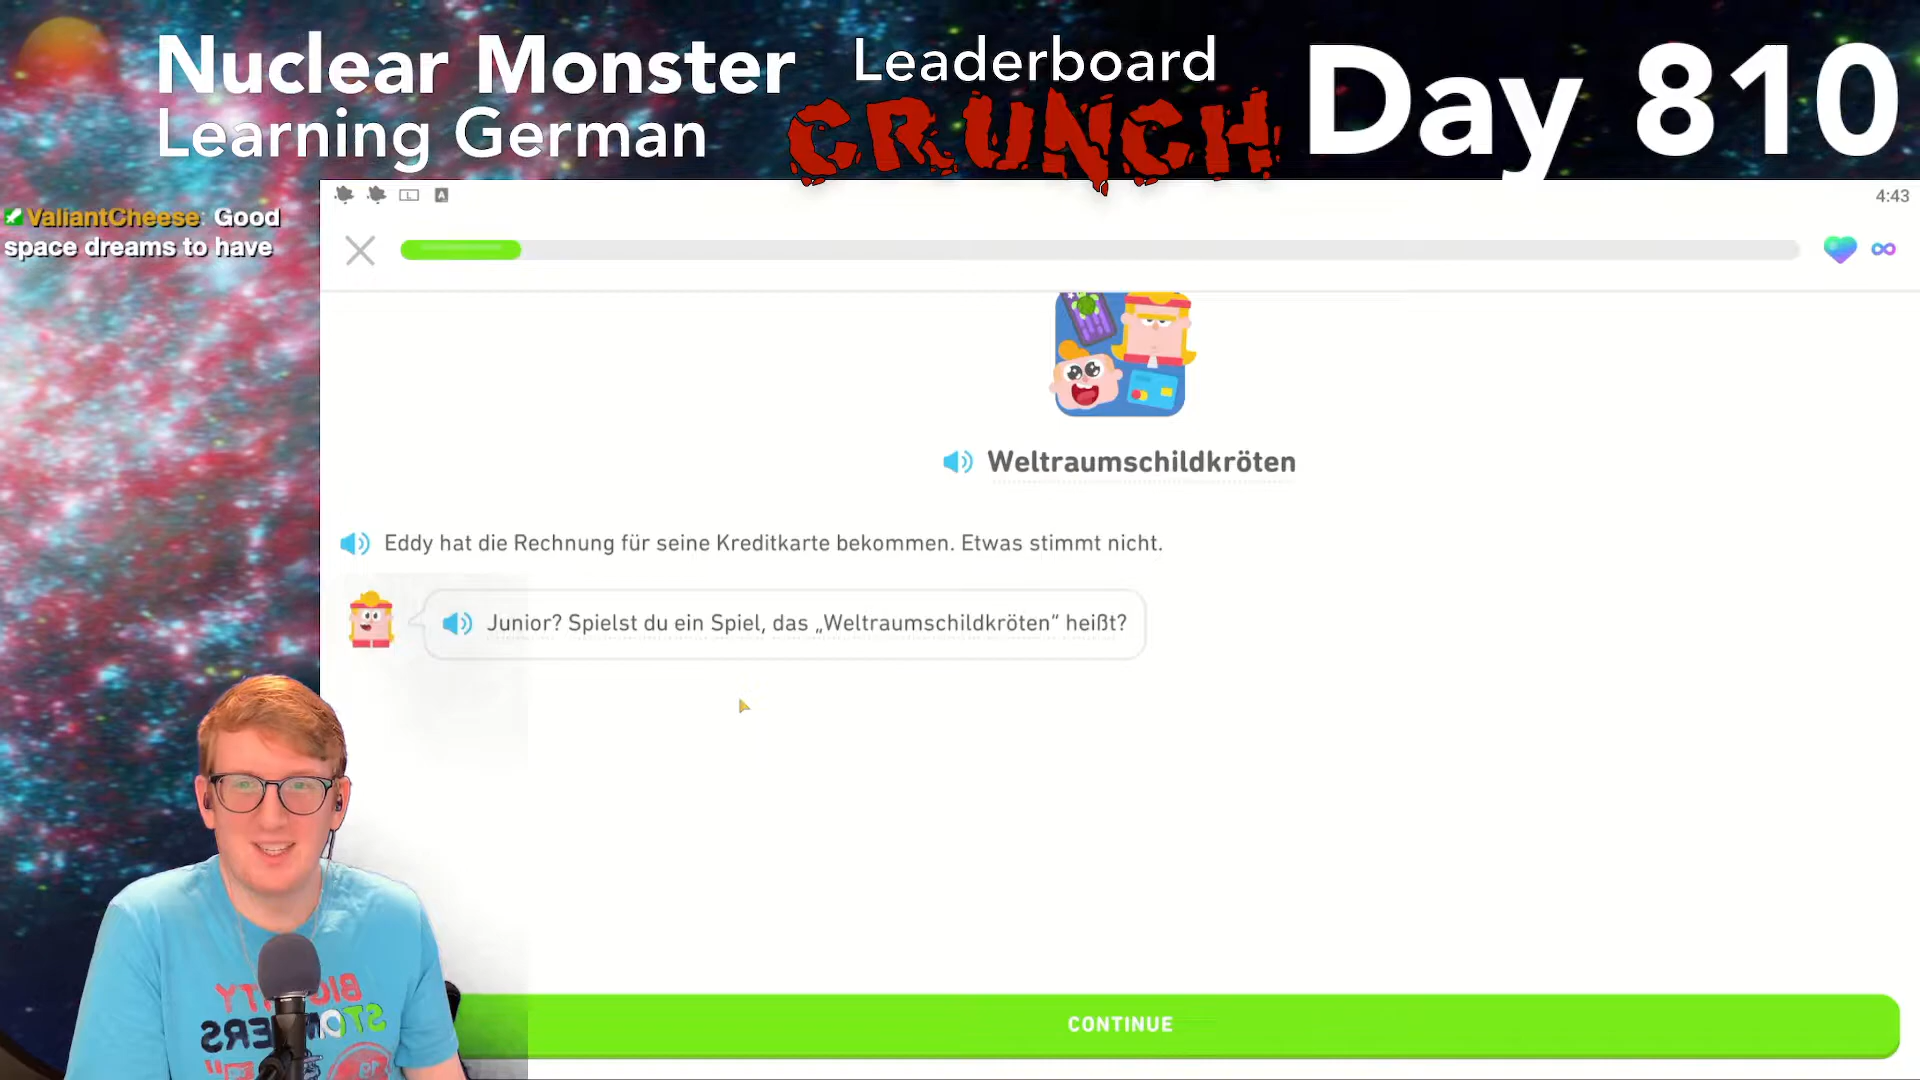 Nuclear Monster
Learning German
Leaderboard
CRUNCH
Day 810
ValiantCheese: Good
space dreams to have
L
A
4:43
Weltraumschildkröten
Eddy hat die Rechnung für seine Kreditkarte bekommen. Etwas stimmt nicht.
Junior? Spielst du ein Spiel, das „Weltraumschildkröten“ heißt?
CONTINUE